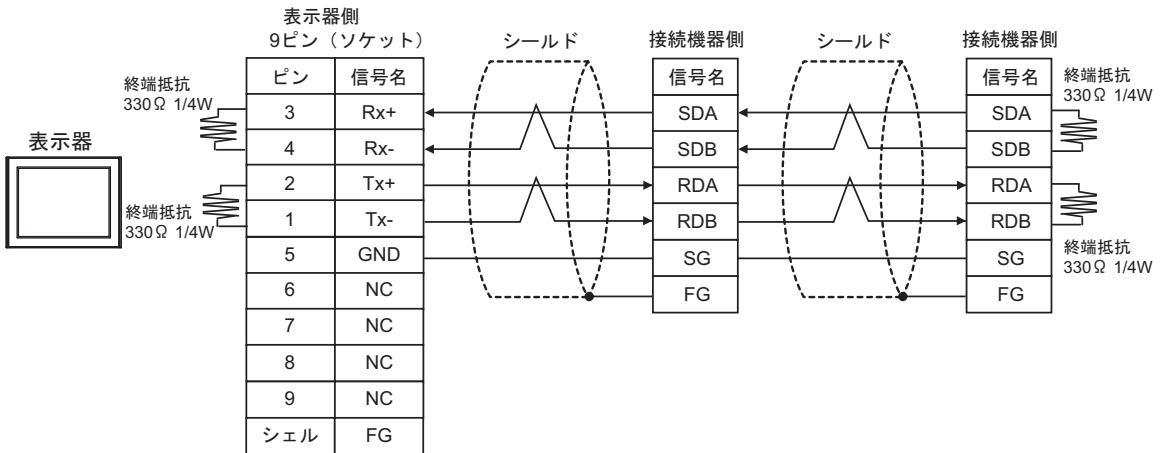 表示器側
9ピン（ソケット）
シールド
接続機器側
シールド
接続機器側
ピン 信号名
信号名
信号名
終端抵抗
330Ω 1/4W
終端抵抗
330Ω 1/4W
3 Rx+
SDA
SDA
表示器
4 Rx-
SDB
SDB
2 Tx+
RDA
RDA
終端抵抗
330Ω 1/4W
1 Tx-
RDB
RDB
終端抵抗
330Ω 1/4W
5 GND
SG
SG
6 NC
FG
FG
7 NC
8 NC
9 NC
シェル FG